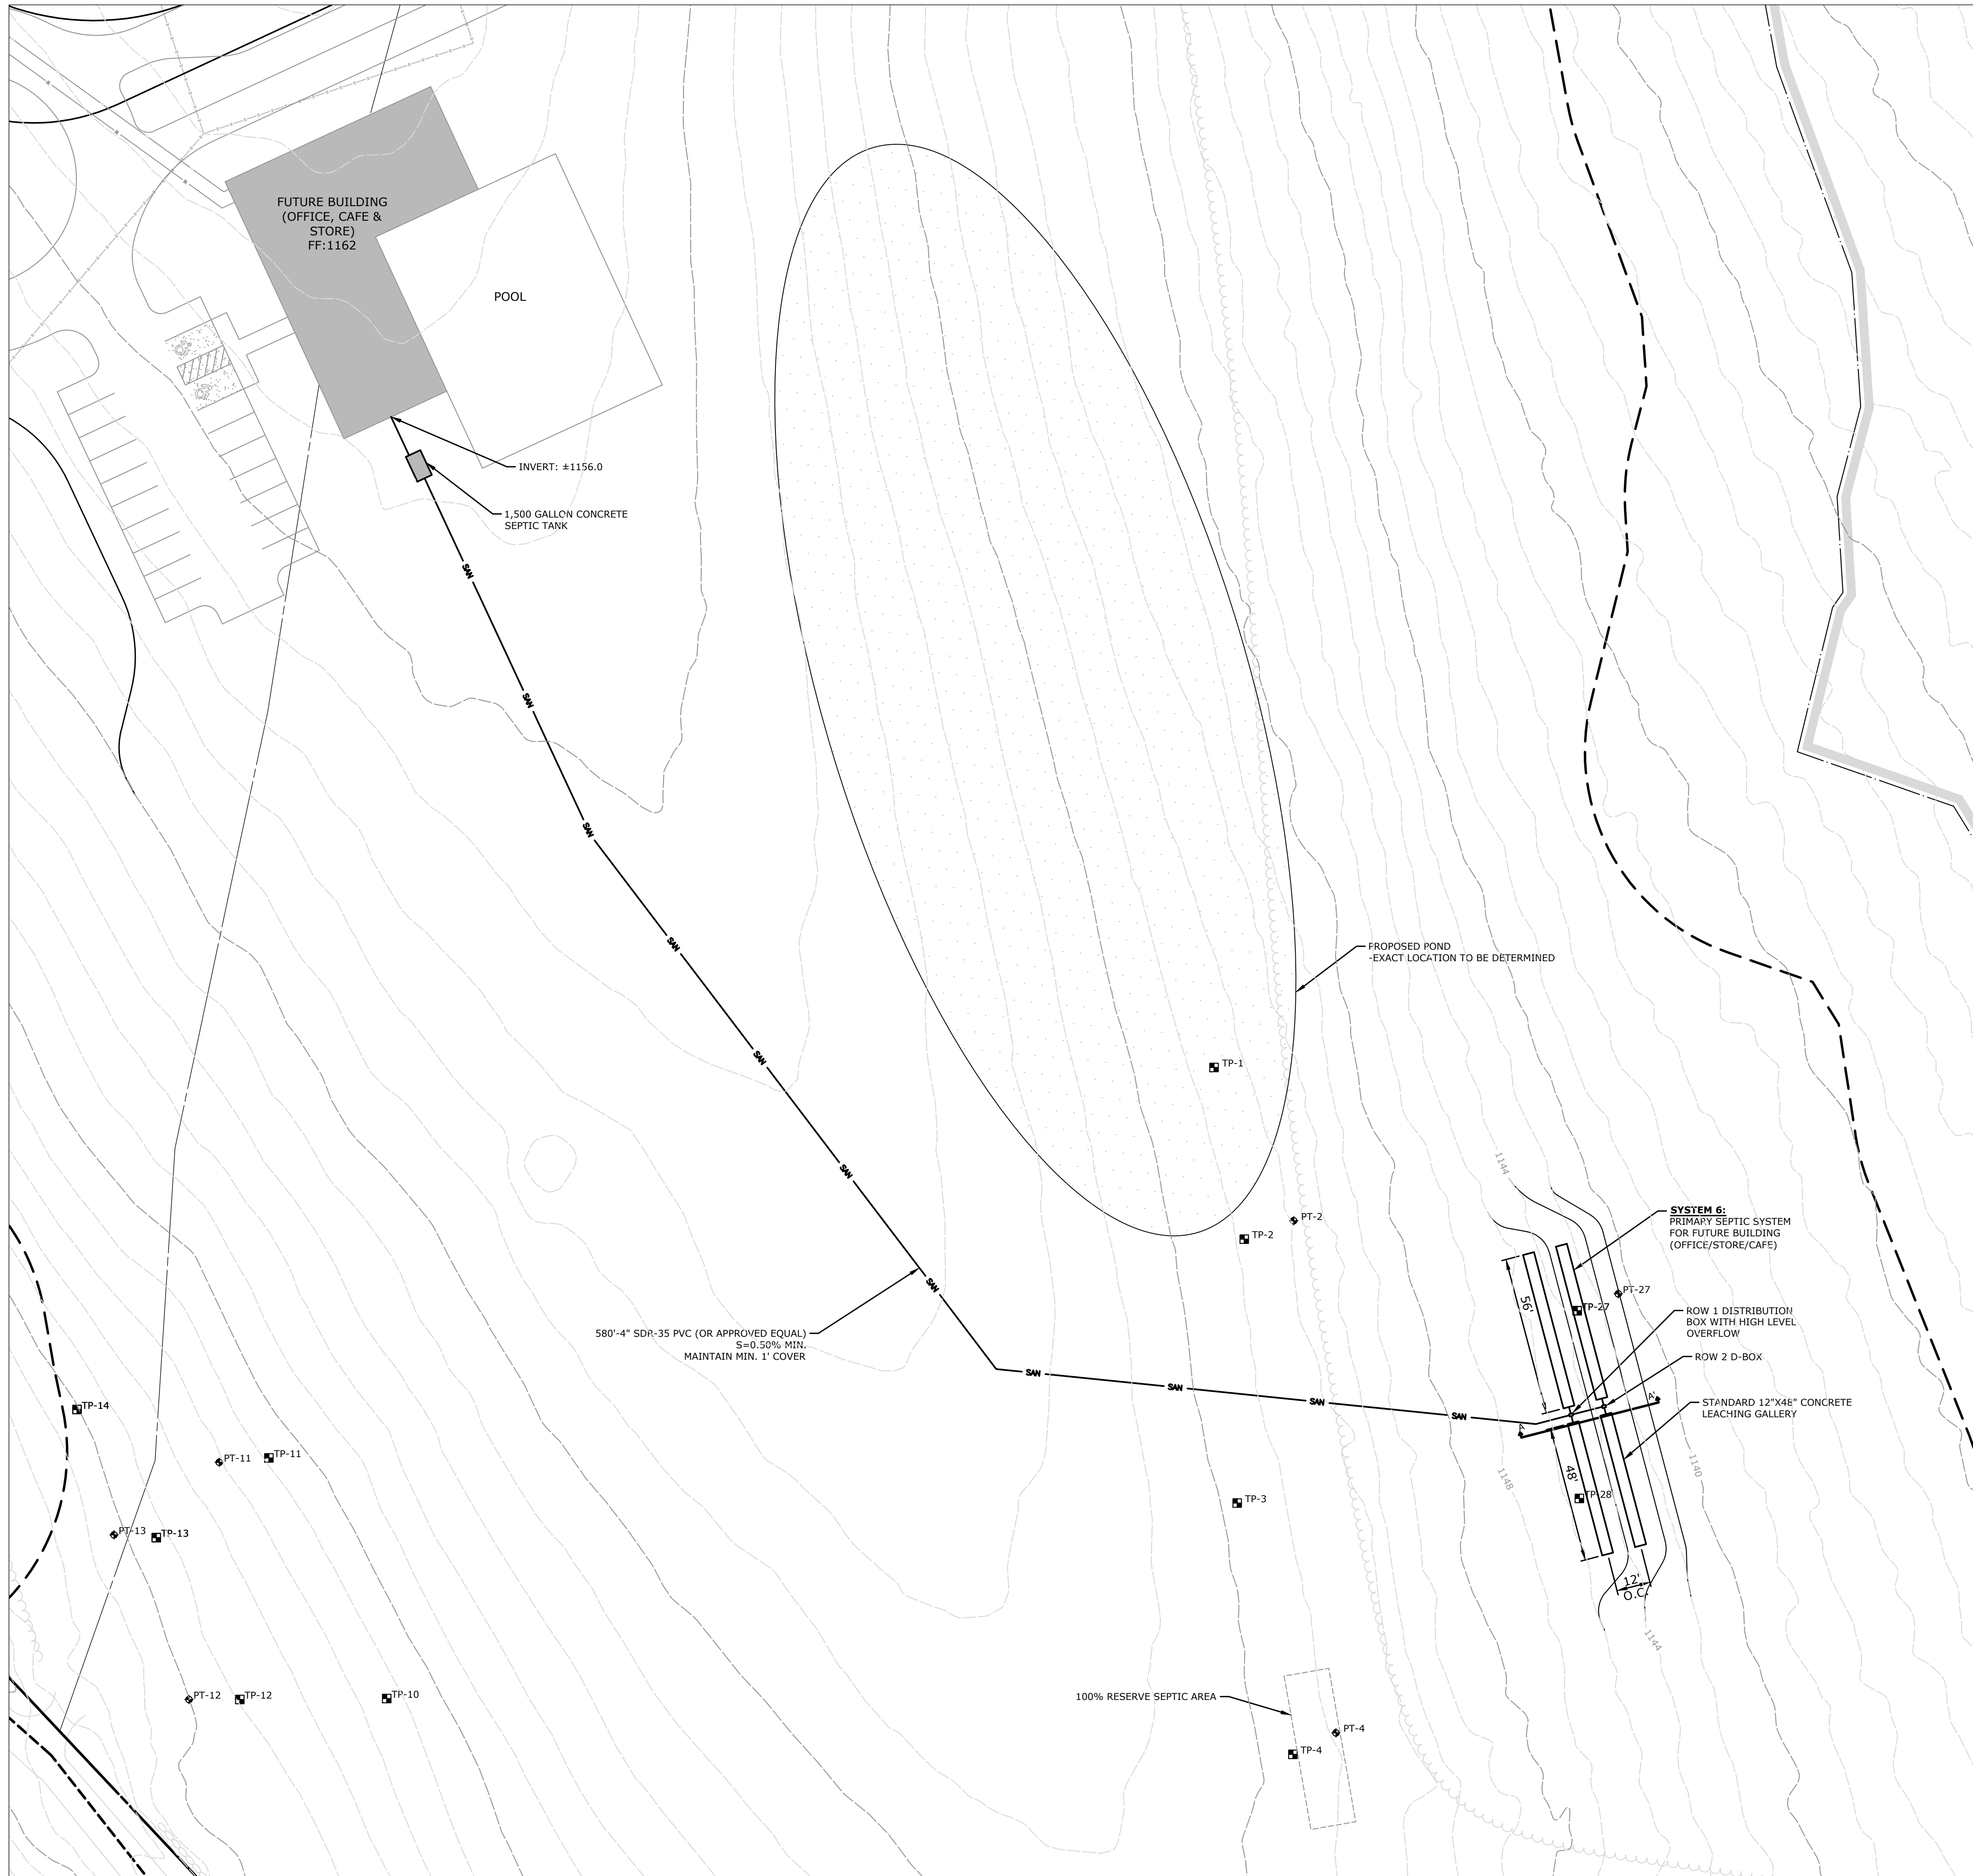 FUTURE BUILDING
(OFFICE, CAFE &
STORE)
FF:1162
POOL
INVERT: ±1156.0
1,500 GALLON CONCRETE
SEPTIC TANK
SAN
SAN
SAN
SAN
SAN
SAN
SAN
SAN
SAN
SAN
SAN
PROPOSED POND
-EXACT LOCATION TO BE DETERMINED
TP-1
PT-2
TP-2
1144
SYSTEM 6:
PRIMARY SEPTIC SYSTEM
FOR FUTURE BUILDING
(OFFICE/STORE/CAFE)
PT-27
TP-27
56'
ROW 1 DISTRIBUTION
BOX WITH HIGH LEVEL
OVERFLOW
ROW 2 D-BOX
580'-4" SDR-35 PVC (OR APPROVED EQUAL)
S=0.50% MIN.
MAINTAIN MIN. 1' COVER
STANDARD 12"X48" CONCRETE
LEACHING GALLERY
A'
A'
TP-14
PT-11
TP-11
1148
48'
1140
TP-3
TP-28
PT-13
TP-13
12'
O.C.
1144
100% RESERVE SEPTIC AREA
PT-12
TP-12
TP-10
PT-4
TP-4